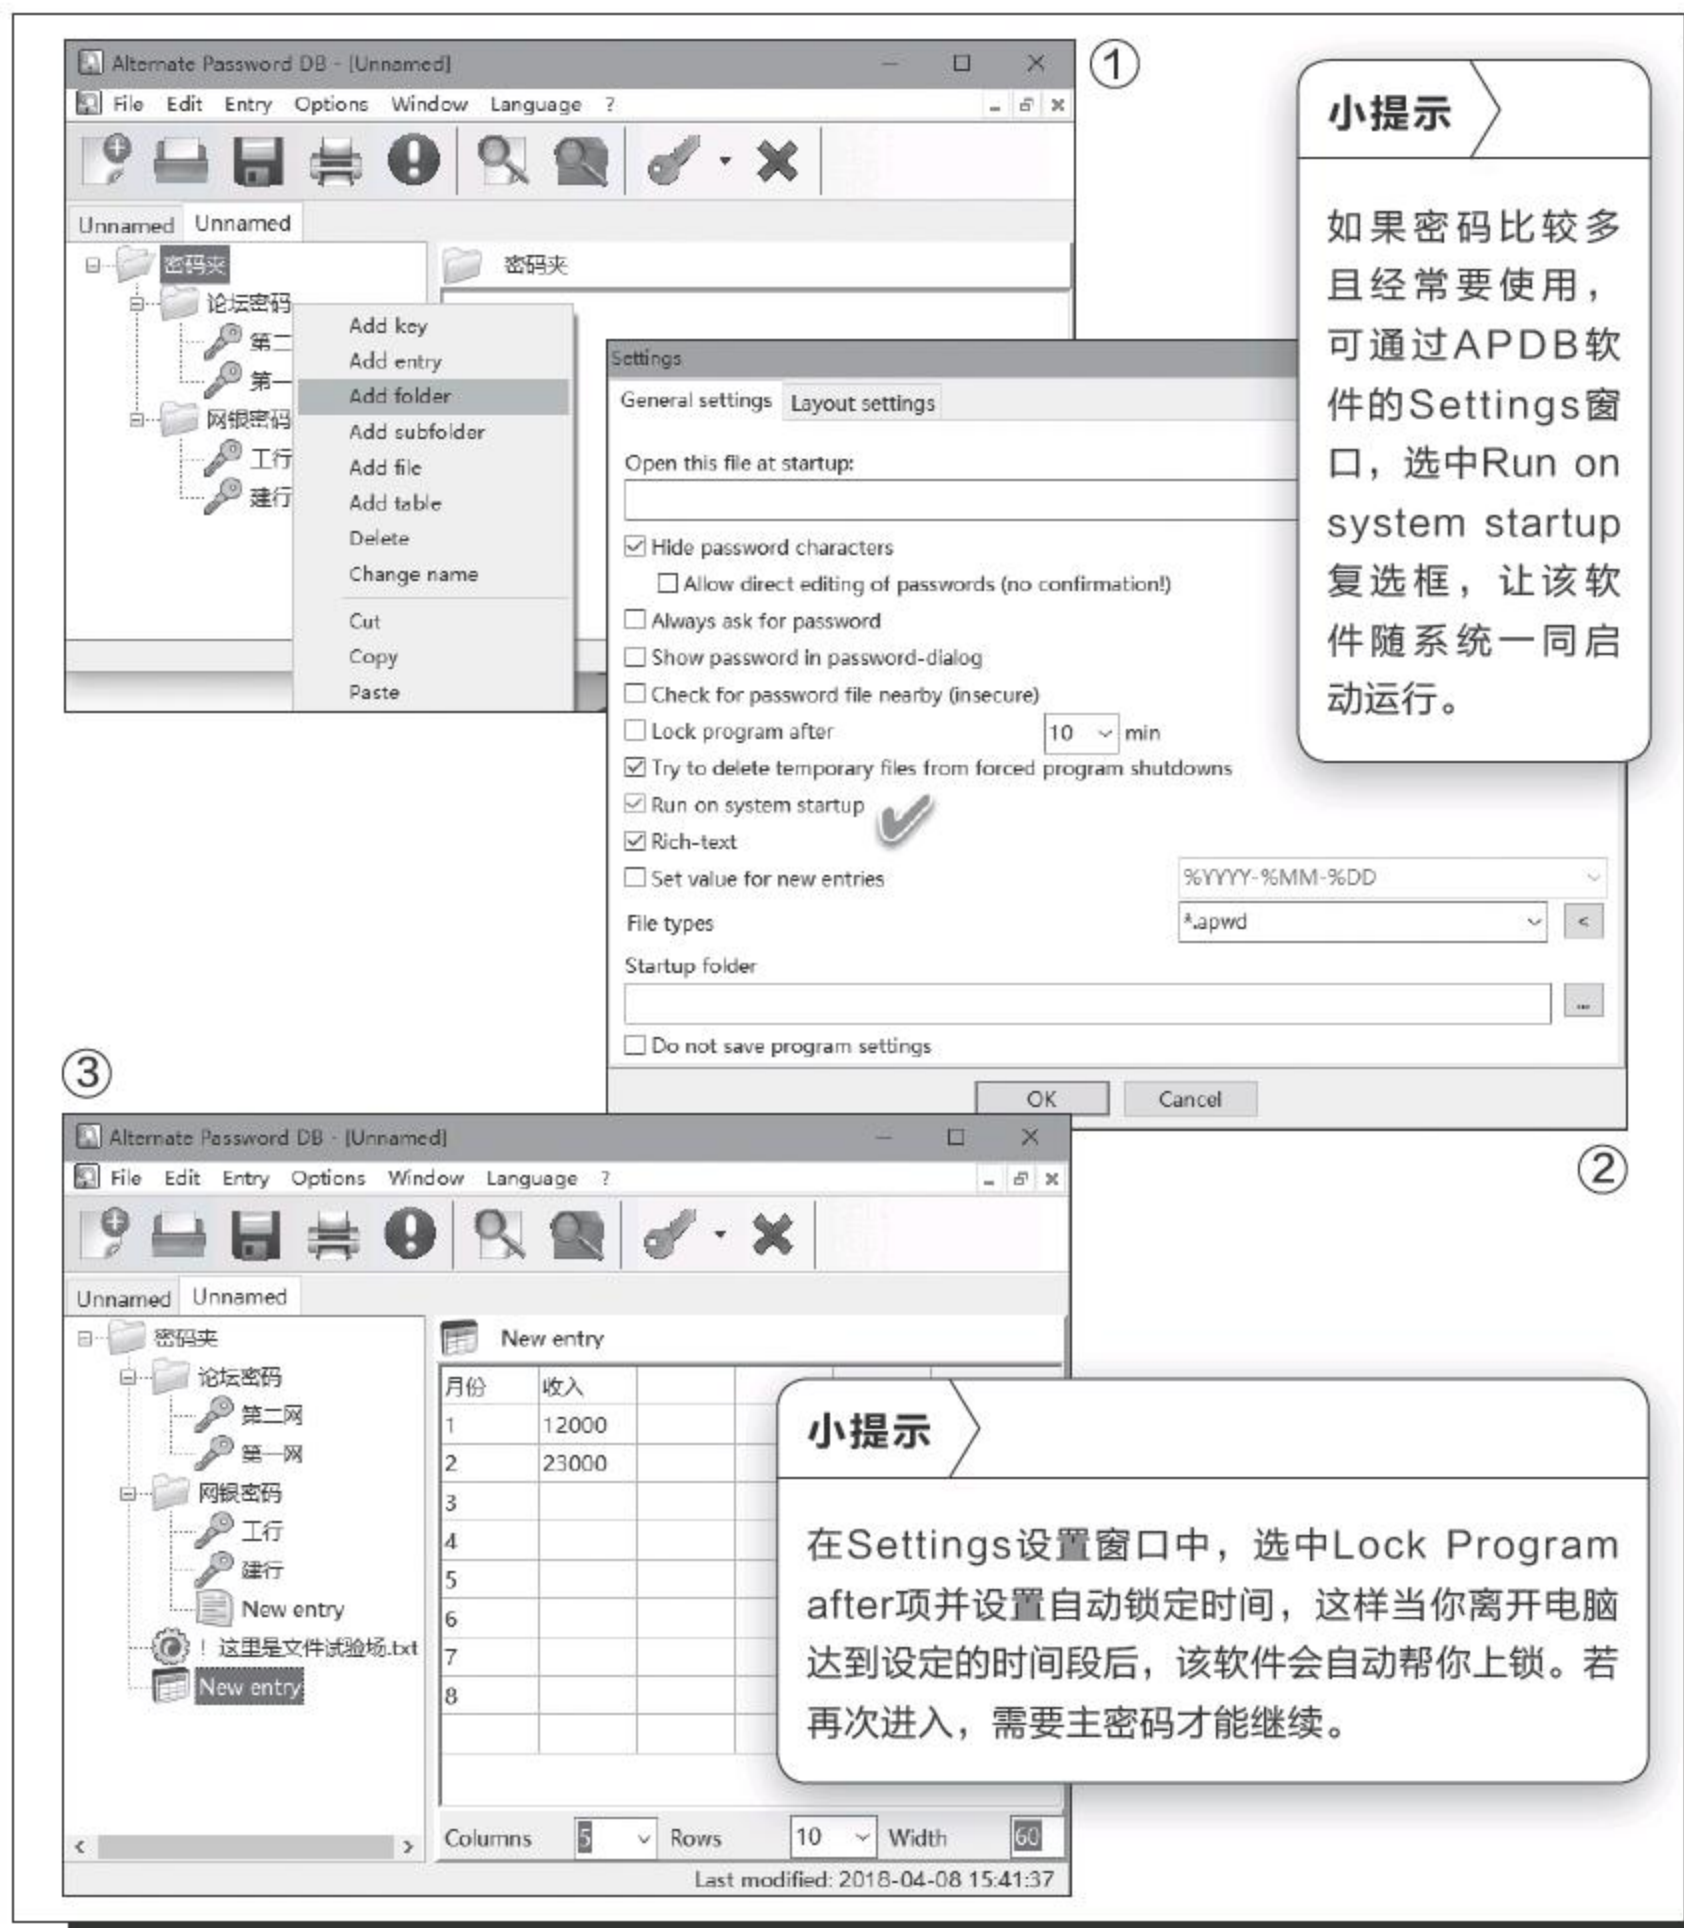 Alternate Password DB - [Unnamed]
①
File Edit Entry Options Window Language ?
Unnamed Unnamed
密码夹
论坛密码
第二
第一
网银密码
工行
建行
密码夹
Add key
Add entry
Add folder
Add subfolder
Add file
Add table
Delete
Change name
Cut
Copy
Paste
小提示
如果密码比较多
且经常要使用，
可通过APDB软
件的Settings窗
口，选中Run on
system startup
复选框，让该软
件随系统一同启
动运行。
Settings
General settings Layout settings
Open this file at startup:
Hide password characters
Allow direct editing of passwords (no confirmation!)
Always ask for password
Show password in password-dialog
Check for password file nearby (insecure)
Lock program after 10 min
Try to delete temporary files from forced program shutdowns
Run on system startup
Rich-text
Set value for new entries %YYYY-%MM-%DD
File types *.apwd <
Startup folder
...
Do not save program settings
OK Cancel
②
③
Alternate Password DB - [Unnamed]
File Edit Entry Options Window Language ?
Unnamed Unnamed
密码夹
论坛密码
第二网
第一网
网银密码
工行
建行
New entry
！这里是文件试验场.txt
New entry
New entry
月份 收入
1 12000
2 23000
3
4
5
6
7
8
Columns 5 Rows 10 Width 60
Last modified: 2018-04-08 15:41:37
小提示
在Settings设置窗口中，选中Lock Program
after项并设置自动锁定时间，这样当你离开电脑
达到设定的时间段后，该软件会自动帮你上锁。若
再次进入，需要主密码才能继续。